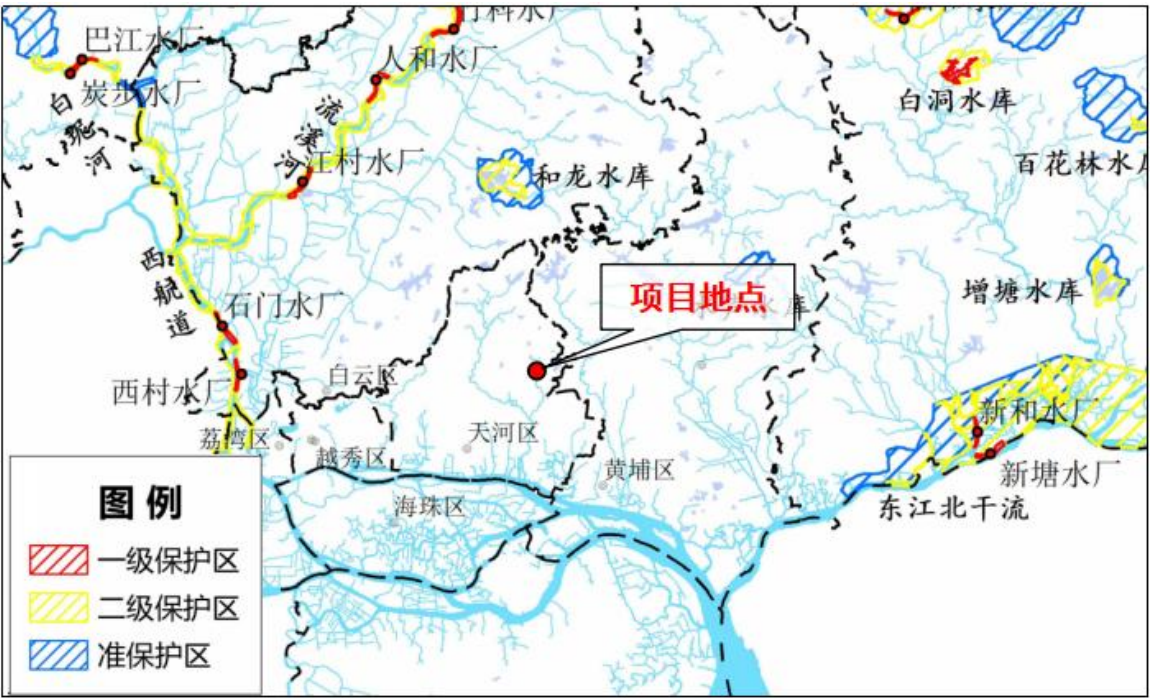 巴江水厂
人和水厂
炭步水厂
白坭河
流溪河
江村水厂
和龙水库
白洞水库
百花林水
西航道
石门水厂
项目地点
增塘水库
西村水厂
白云区
荔湾区
越秀区
天河区
黄埔区
海珠区
新和水厂
新塘水厂
东江北干流
图例
一级保护区
二级保护区
准保护区